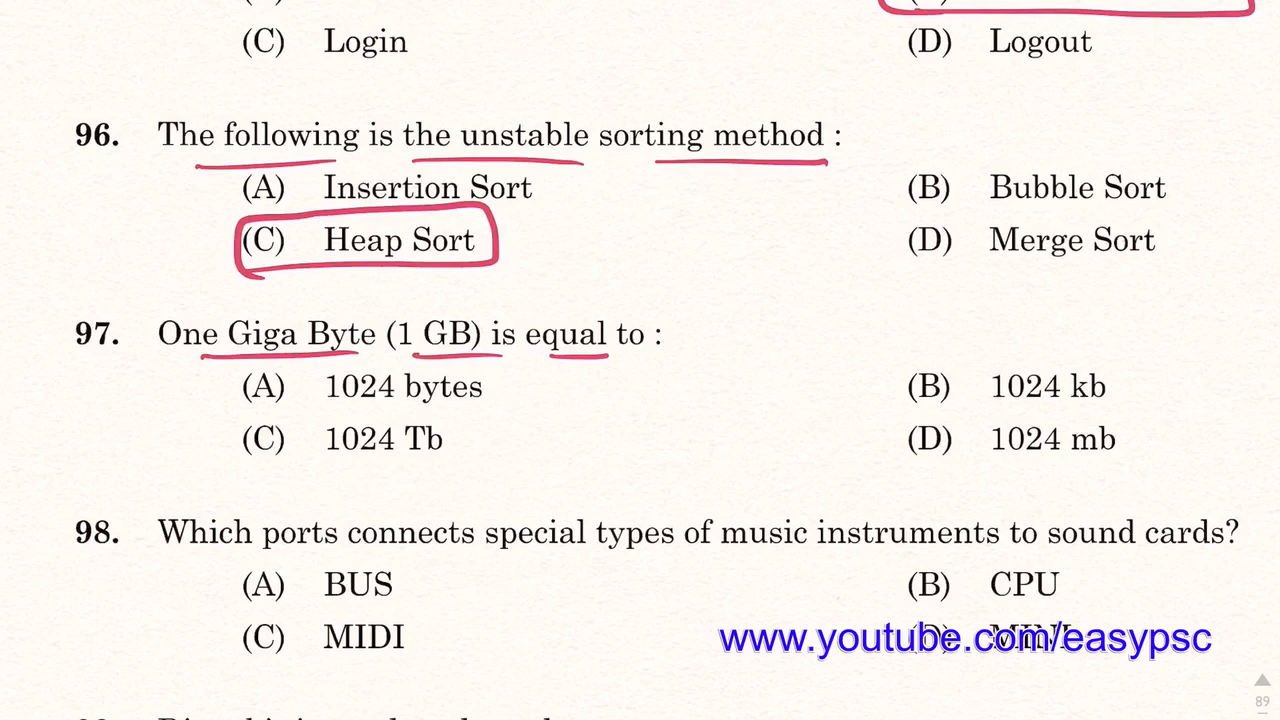 (C) Login (D) Logout
96. The following is the unstable sorting method :
(A) Insertion Sort (B) Bubble Sort
(C) Heap Sort (D) Merge Sort
97. One Giga Byte (1 GB) is equal to :
(A) 1024 bytes (B) 1024 kb
(C) 1024 Tb (D) 1024 mb
98. Which ports connects special types of music instruments to sound cards?
(A) BUS (B) CPU
(C) MIDI (D) MINI
www.youtube.com/easypsc
89